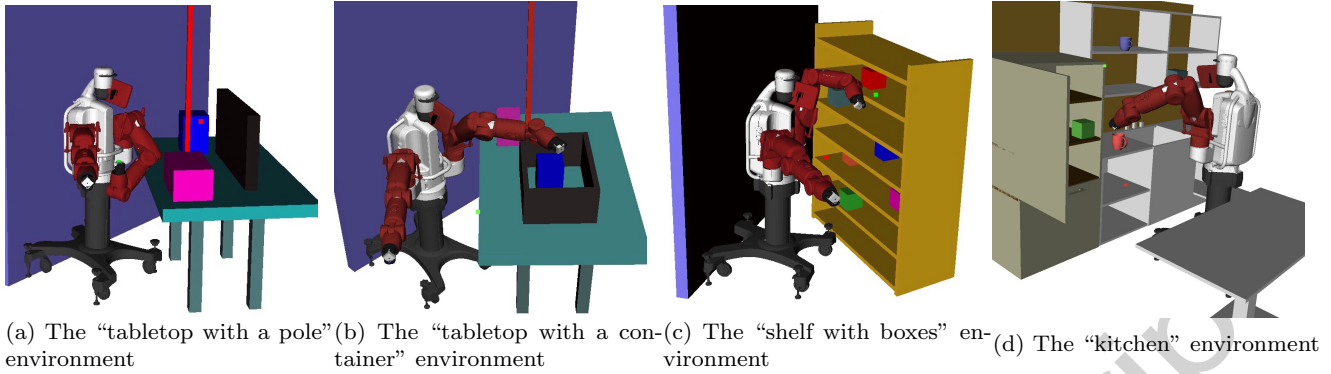 (a) The “tabletop with a pole”
environment
(b) The “tabletop with a con-
tainer” environment
(c) The “shelf with boxes” en-
vironment
(d) The “kitchen” environment